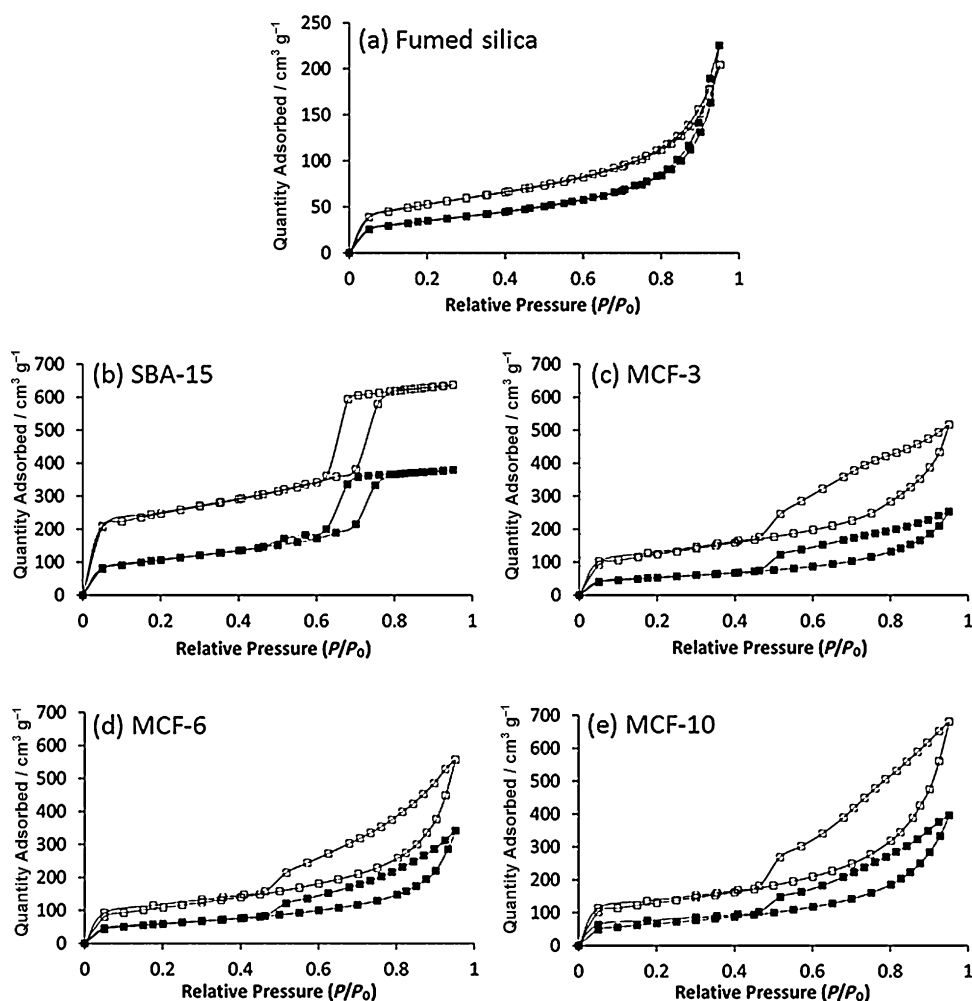 (a) Fumed silica
Quantity Adsorbed / cm³ g⁻¹
250
200
150
100
50
0
0 0.2 0.4 0.6 0.8 1
Relative Pressure (P/P₀)
(b) SBA-15
Quantity Adsorbed / cm³ g⁻¹
700
600
500
400
300
200
100
0
0 0.2 0.4 0.6 0.8 1
Relative Pressure (P/P₀)
(c) MCF-3
Quantity Adsorbed / cm³ g⁻¹
700
600
500
400
300
200
100
0
0 0.2 0.4 0.6 0.8 1
Relative Pressure (P/P₀)
(d) MCF-6
Quantity Adsorbed / cm³ g⁻¹
700
600
500
400
300
200
100
0
0 0.2 0.4 0.6 0.8 1
Relative Pressure (P/P₀)
(e) MCF-10
Quantity Adsorbed / cm³ g⁻¹
700
600
500
400
300
200
100
0
0 0.2 0.4 0.6 0.8 1
Relative Pressure (P/P₀)